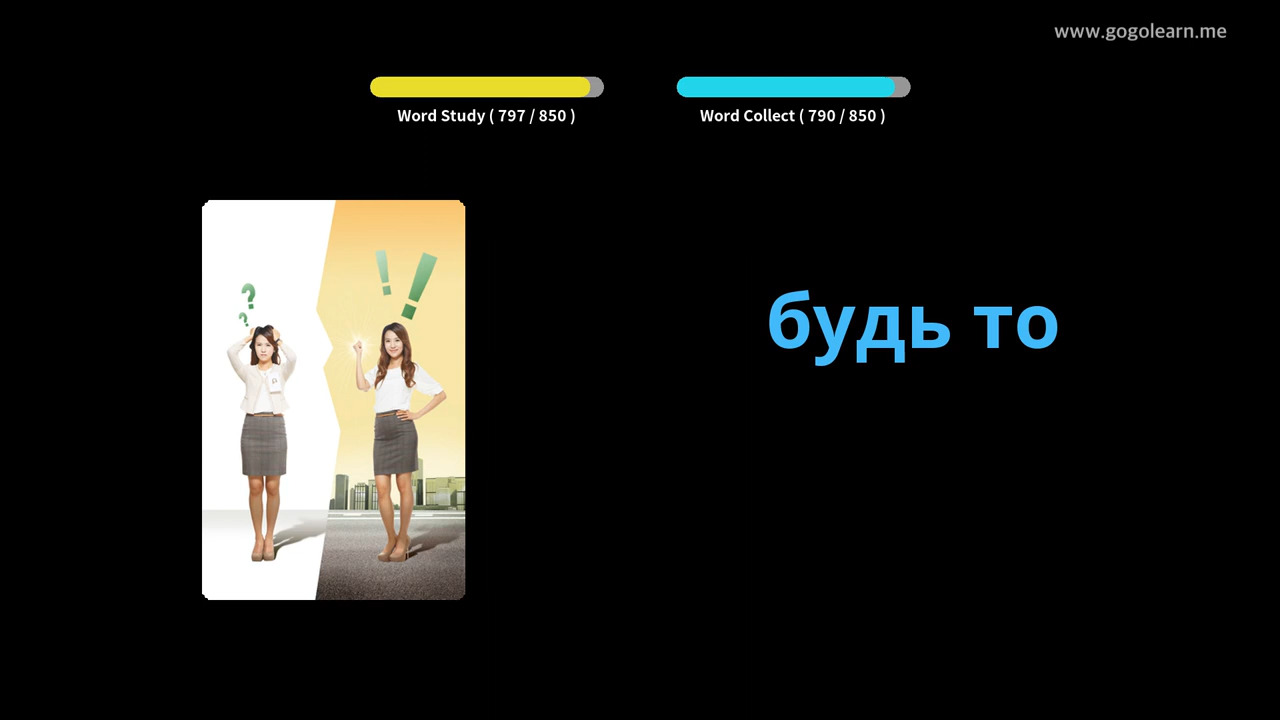 www.gogolearn.me
Word Study ( 797 / 850 )
Word Collect ( 790 / 850 )
? ?
! !
будь то